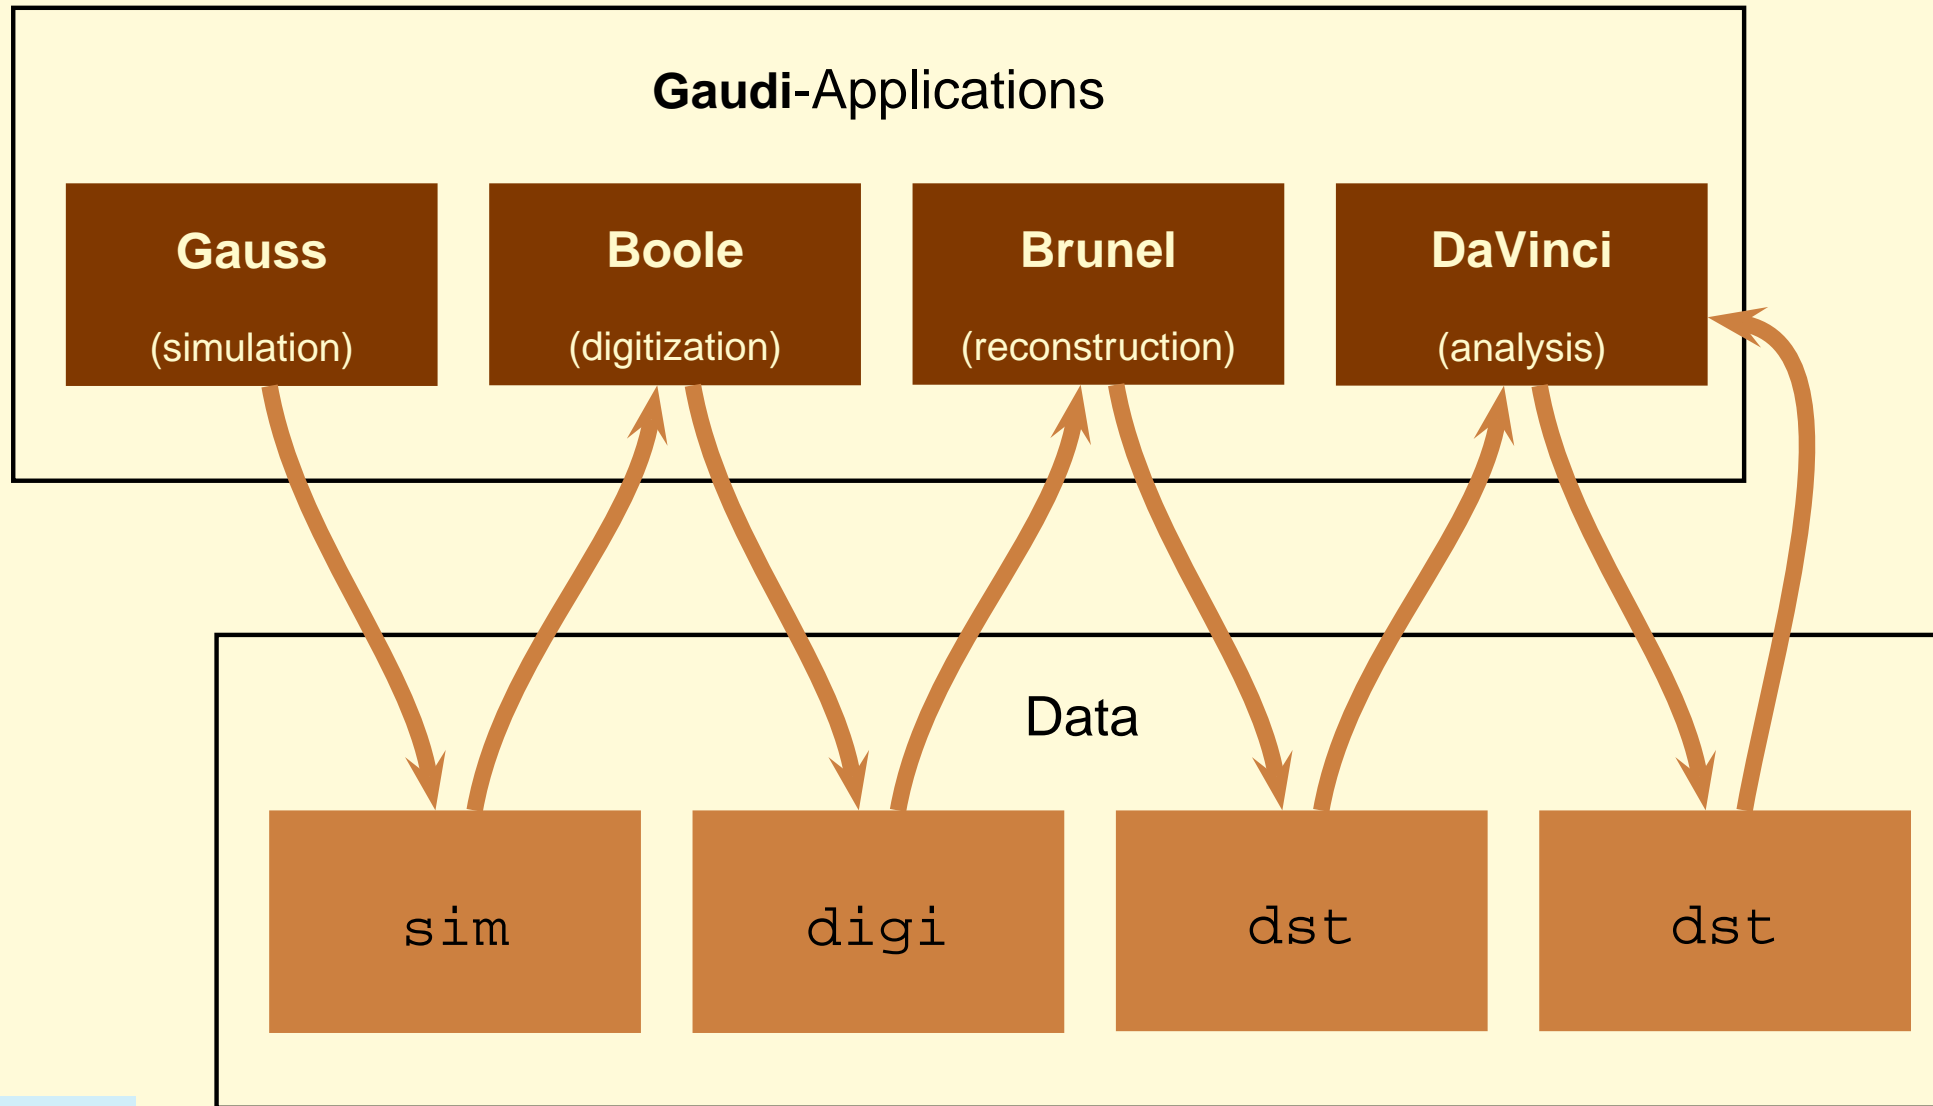 Gaudi-Applications
Gauss
Boole
Brunel
DaVinci
(simulation)
(digitization)
(reconstruction)
(analysis)
Data
sim
digi
dst
dst